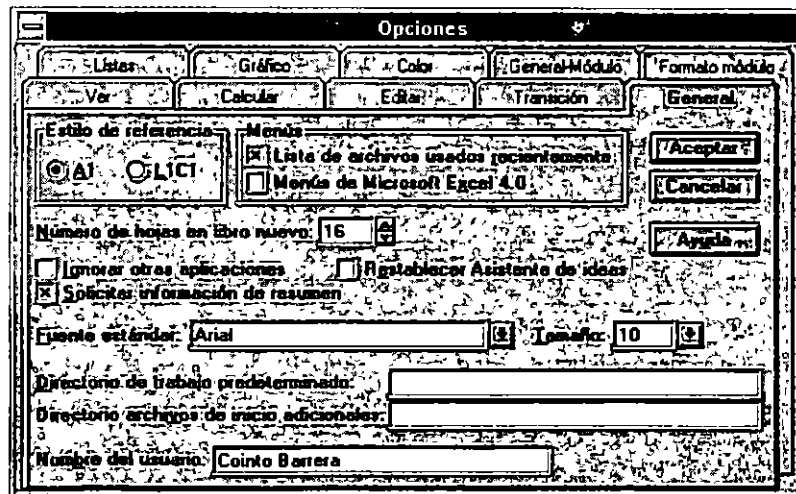 Opciones
Listas Gráfico Color General-Módulo Formato módulo
Ver Calcular Editar Transición General
Estilo de referencia Menús
A1 L1C1 Lista de archivos usados recientemente Aceptar
Menús de Microsoft Excel 4.0 Cancelar
Número de hojas en libro nuevo: 16 Ayuda
Ignorar otras aplicaciones Restablecer Asistente de ideas
Solicitar información de resumen
Fuente estándar: Arial Tamaño: 10
Directorio de trabajo predeterminado:
Directorio archivos de inicio adicionales:
Nombre del usuario: Cointo Barrera